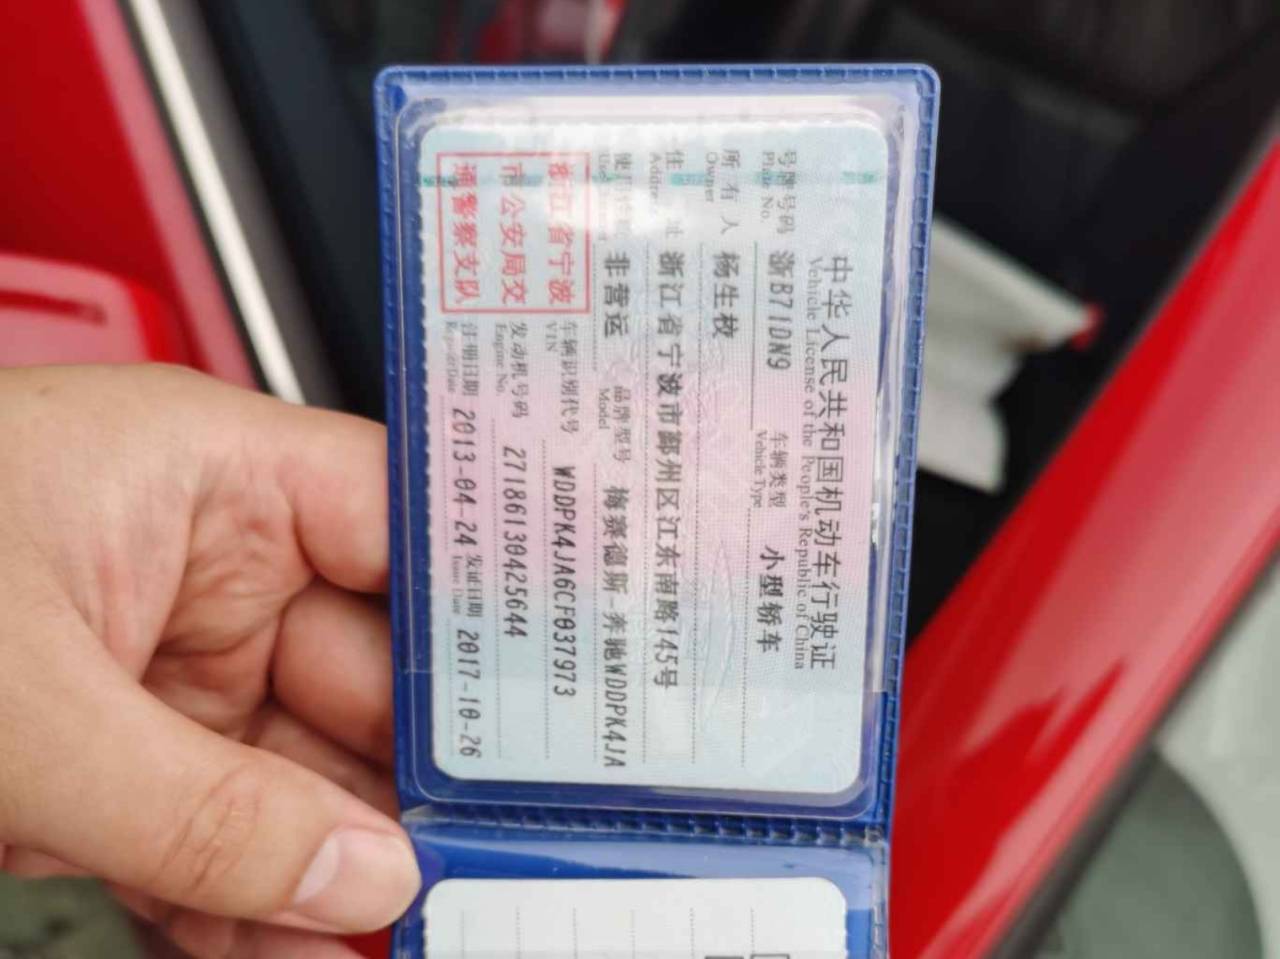 中华人民共和国机动车行驶证
Vehicle License of the People's Republic of China
号牌号码 浙B71DN9 车辆类型 小型轿车
Plate No. Vehicle Type
所有人 杨生枚
Owner
住址 浙江省宁波市鄞州区江东南路145号
Address
使用性质 非营运 品牌型号 梅赛德斯-奔驰WDDPK4JA
Model
浙江省宁波
市公安局交
通警察支队
车辆识别代号 WDDPK4JA6CF037973
VIN
发动机号码 27186130425644
Engine No.
注册日期 2013-04-24 发证日期 2017-10-26
Register Date Issue Date